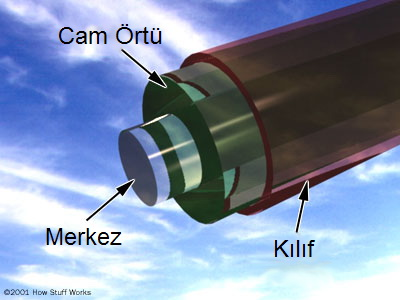 Cam Örtü
Merkez
Kılıf
©2001 How Stuff Works